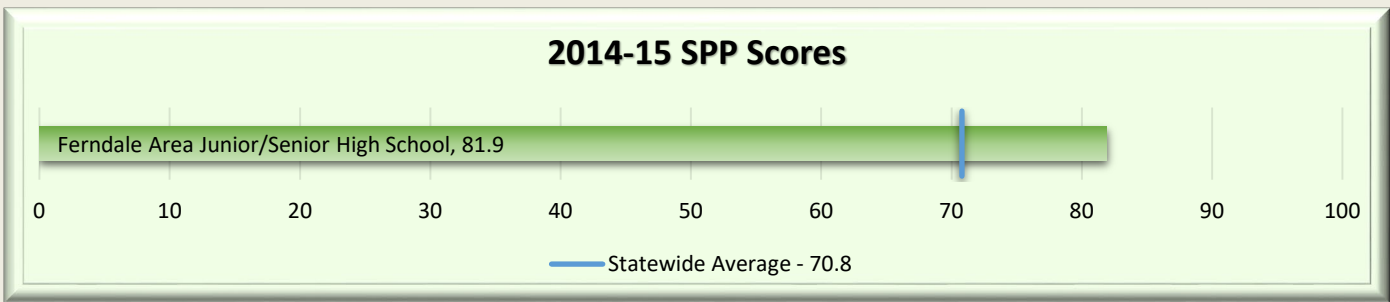 2014-15 SPP Scores
Ferndale Area Junior/Senior High School, 81.9
0 10 20 30 40 50 60 70 80 90 100
Statewide Average - 70.8